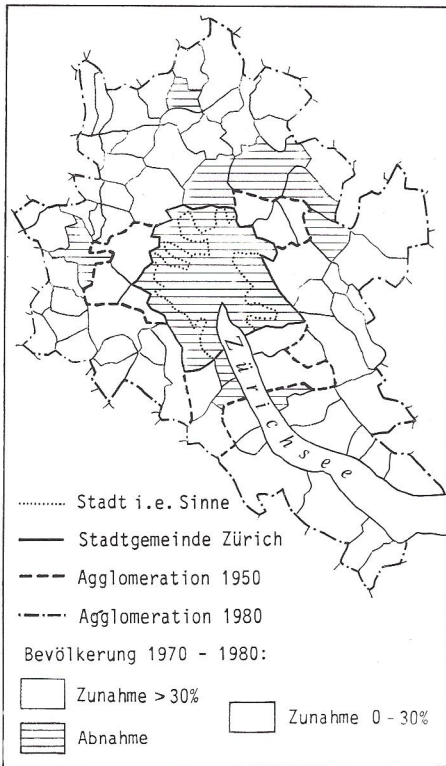 Zürichsee
Stadt i.e. Sinne
Stadtgemeinde Zürich
Agglomeration 1950
Agglomeration 1980
Bevölkerung 1970 - 1980:
Zunahme > 30%
Zunahme 0 - 30%
Abnahme